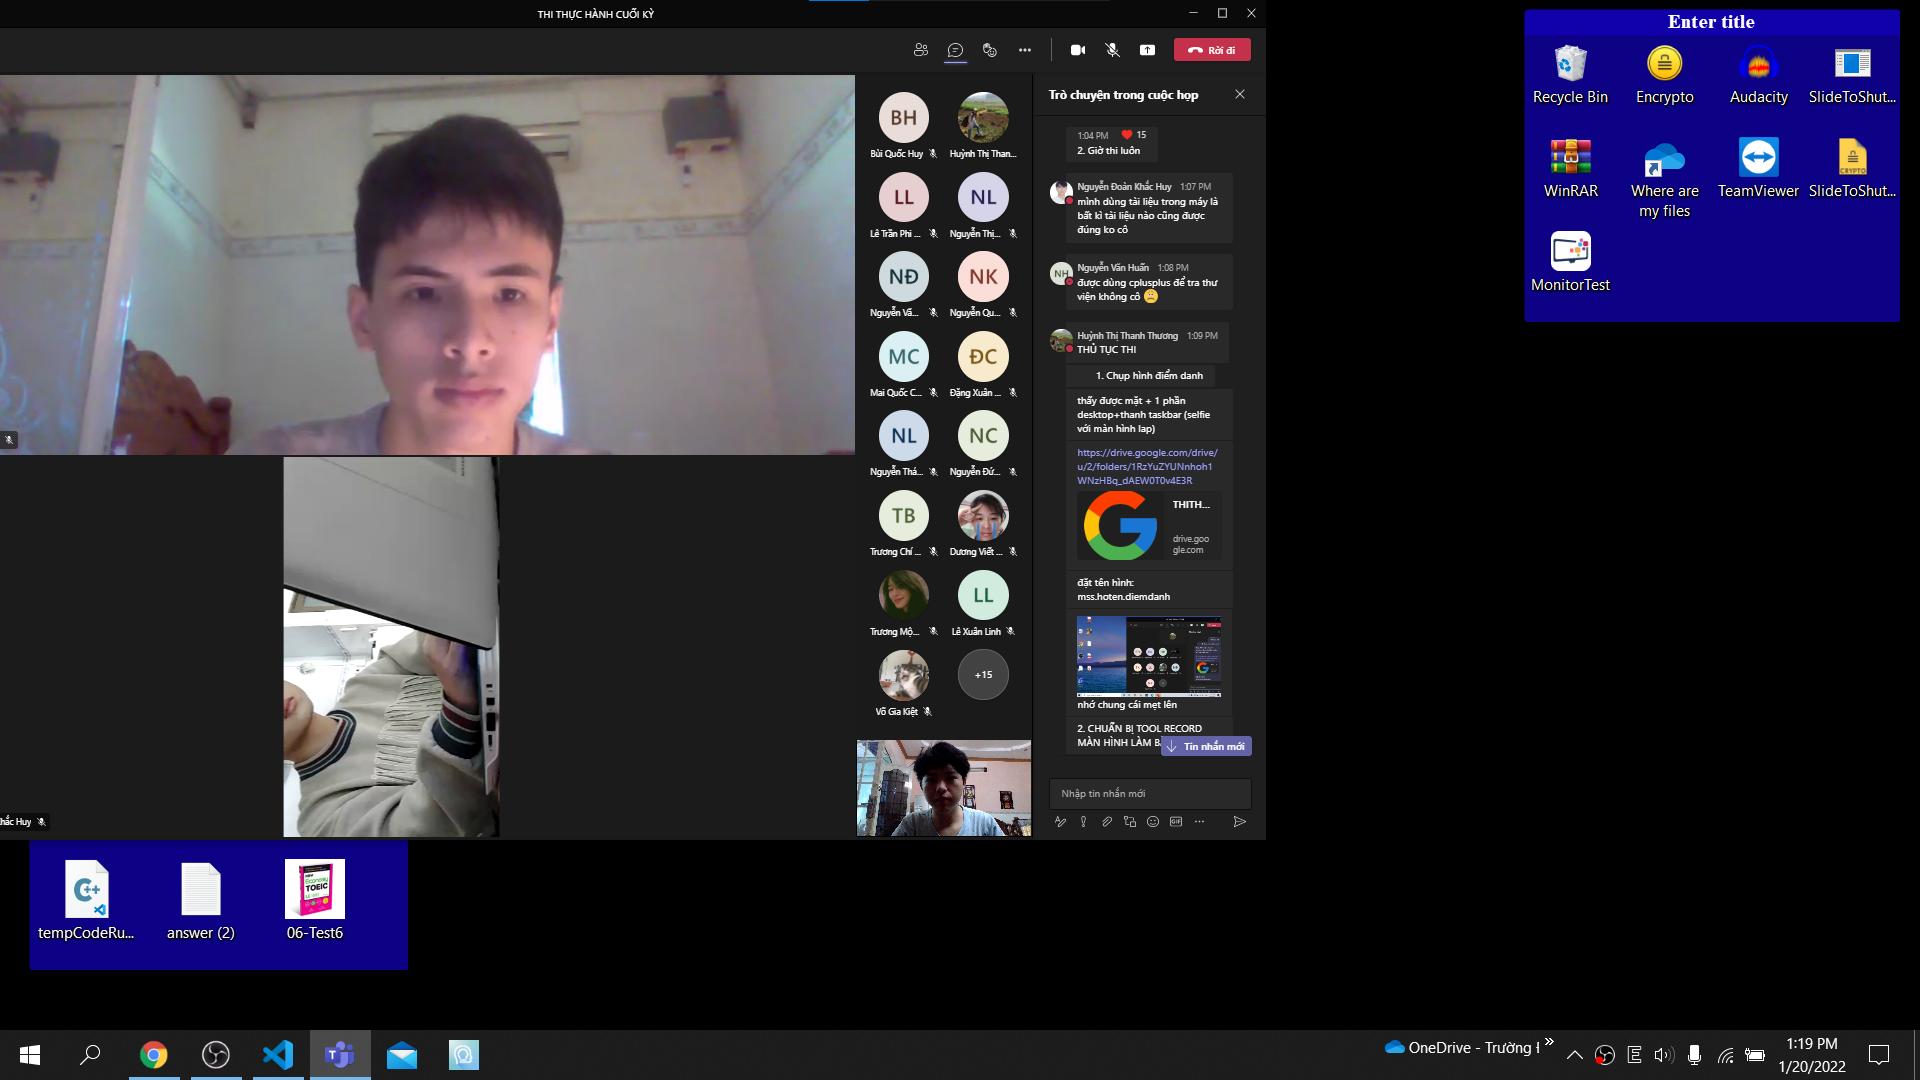 THI THỰC HÀNH CUỐI KỲ
Rời đi
Trò chuyện trong cuộc họp
1:04 PM 15
2. Giờ thi luôn
Nguyễn Đoàn Khắc Huy 1:07 PM
mình dùng tài liệu trong máy là
bất kì tài liệu nào cũng được
đúng ko cô
Nguyễn Văn Huấn 1:08 PM
NH
được dùng cplusplus để tra thư
viện không cô
Huỳnh Thị Thanh Thương 1:09 PM
THỦ TỤC THI
1. Chụp hình điểm danh
thấy được mặt + 1 phần
desktop+thanh taskbar (selfie
với màn hình lap)
https://drive.google.com/drive/
u/2/folders/1RzYuZYUNnhoh1
WNzHBq_dAEW0T0v4E3R
THITH...
drive.goo
gle.com
đặt tên hình:
mss.hoten.diemdanh
nhớ chung cái mẹt lên
2. CHUẨN BỊ TOOL RECORD
MÀN HÌNH LÀM B
Tin nhắn mới
Nhập tin nhắn mới
GIF
BH
Bùi Quốc Huy
Huỳnh Thị Than...
LL
NL
Lê Trần Phi ...
Nguyễn Thị...
NĐ
NK
Nguyễn Vă...
Nguyễn Qu...
MC
ĐC
Mai Quốc C...
Đặng Xuân ...
NL
NC
Nguyễn Thá...
Nguyễn Đứ...
TB
Trương Chí ...
Dương Viết ...
LL
Trương Mộ...
Lê Xuân Linh
+15
Võ Gia Kiệt
hắc Huy
Enter title
Recycle Bin
Encrypto
Audacity
SlideToShut...
WinRAR
Where are
my files
TeamViewer
CRYPTO
SlideToShut...
MonitorTest
C++
Economy
TOEIC
tempCodeRu...
answer (2)
06-Test6
OneDrive - Trường
E
1:19 PM
1/20/2022